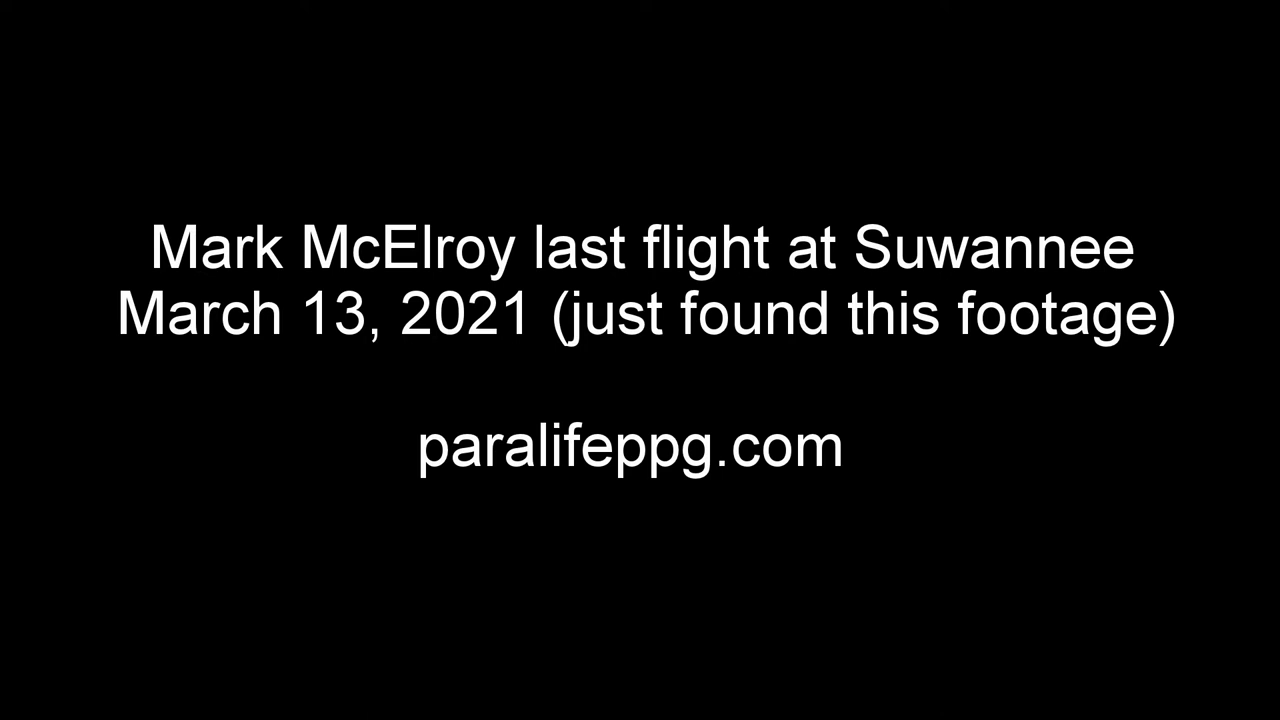 Mark McElroy last flight at Suwannee
March 13, 2021 (just found this footage)
paralifeppg.com